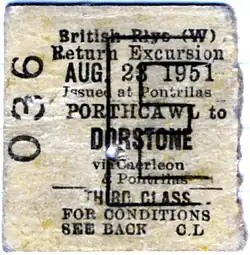 British Rlys (W)
Return Excursion
AUG. 23 1951
Issued at Pontrilas
PORTHCAWL to
DORSTONE
via Caerleon
& Pontrilas
THIRD CLASS
FOR CONDITIONS
SEE BACK C.L
036